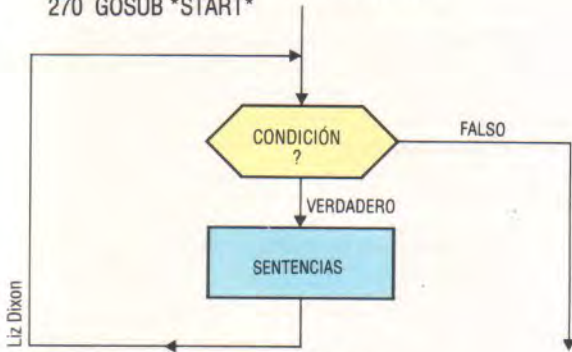 270 GOSUB *START*
CONDICIÓN
?
FALSO
VERDADERO
SENTENCIAS
Liz Dixon